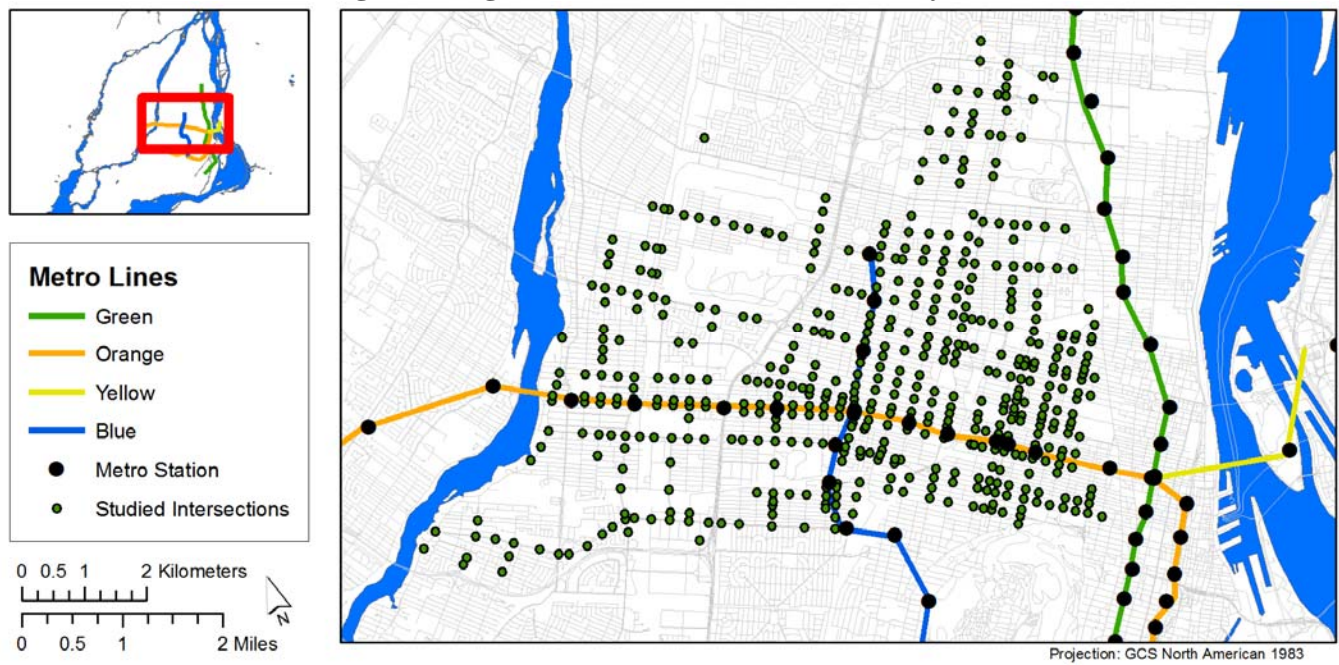 Metro Lines
Green
Orange
Yellow
Blue
Metro Station
Studied Intersections
0 0.5 1 2 Kilometers
N
0 0.5 1 2 Miles
Projection: GCS North American 1983